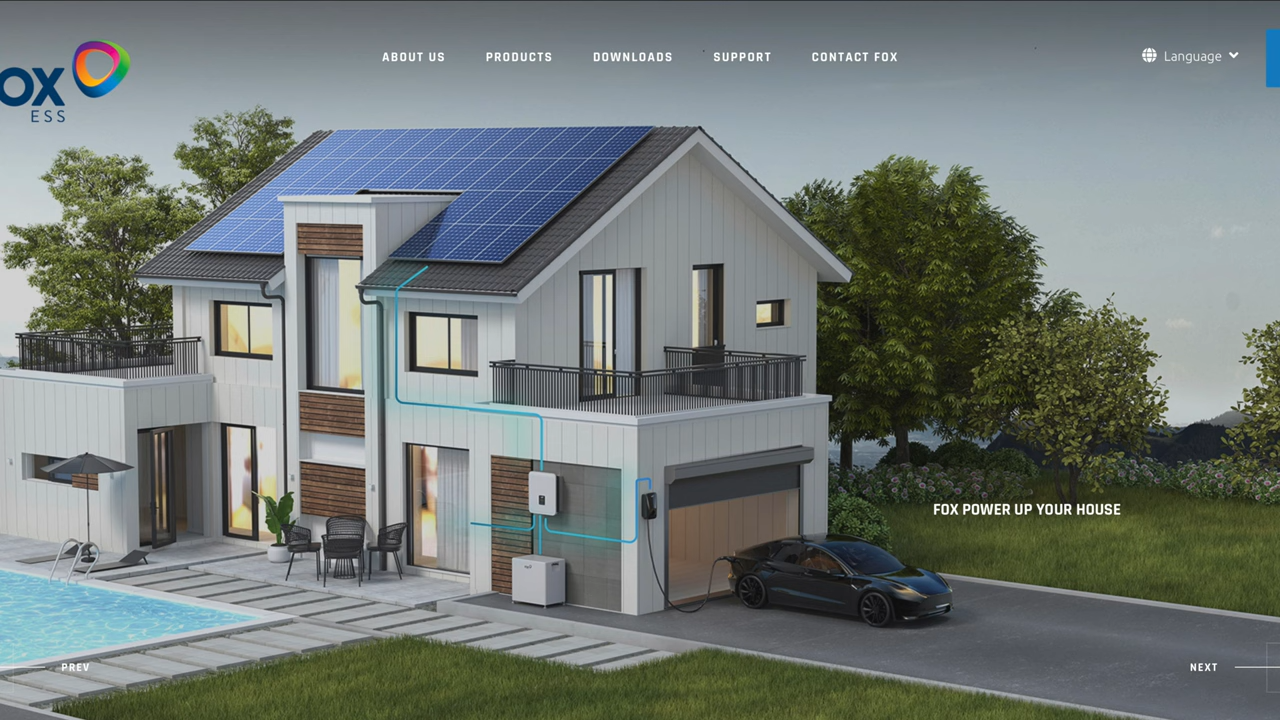 OX
ESS
ABOUT US
PRODUCTS
DOWNLOADS
SUPPORT
CONTACT FOX
Language
FOX POWER UP YOUR HOUSE
PREV
NEXT